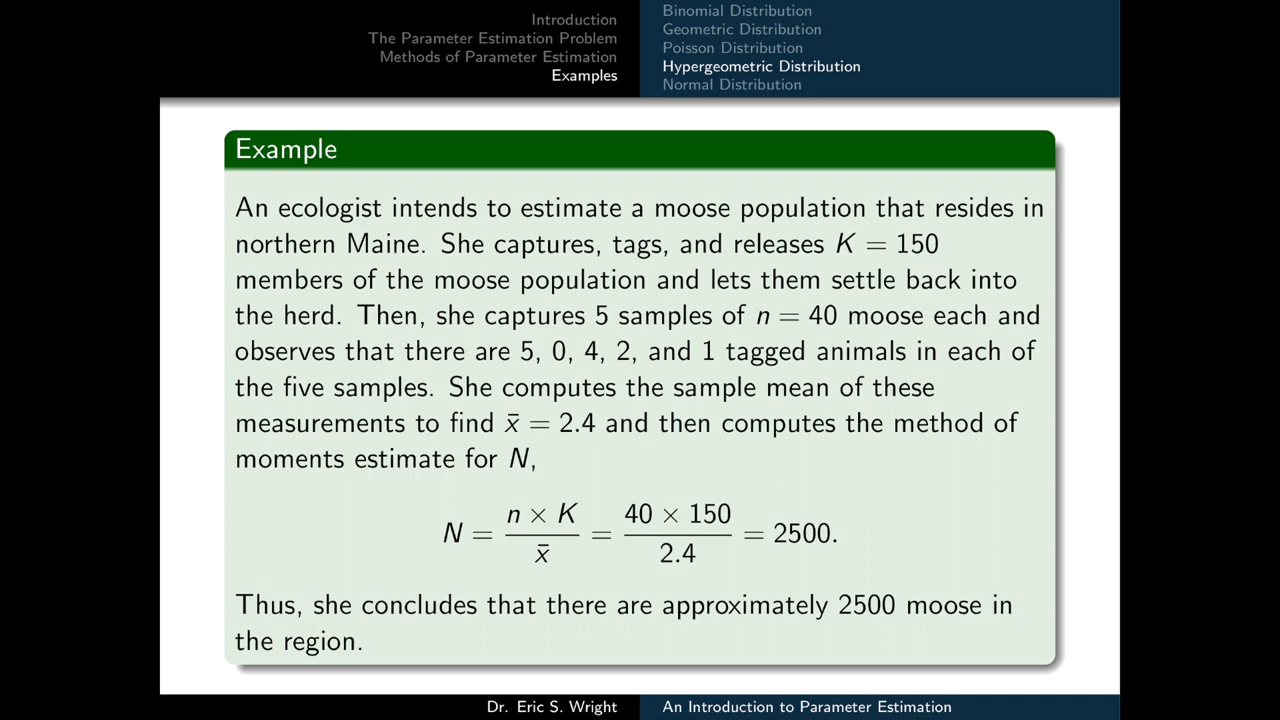 Introduction
The Parameter Estimation Problem
Methods of Parameter Estimation
Examples
Binomial Distribution
Geometric Distribution
Poisson Distribution
Hypergeometric Distribution
Normal Distribution
Example
An ecologist intends to estimate a moose population that resides in
northern Maine. She captures, tags, and releases K = 150
members of the moose population and lets them settle back into
the herd. Then, she captures 5 samples of n = 40 moose each and
observes that there are 5, 0, 4, 2, and 1 tagged animals in each of
the five samples. She computes the sample mean of these
measurements to find x̄ = 2.4 and then computes the method of
moments estimate for N,
N = n × K / x̄ = 40 × 150 / 2.4 = 2500.
Thus, she concludes that there are approximately 2500 moose in
the region.
Dr. Eric S. Wright
An Introduction to Parameter Estimation